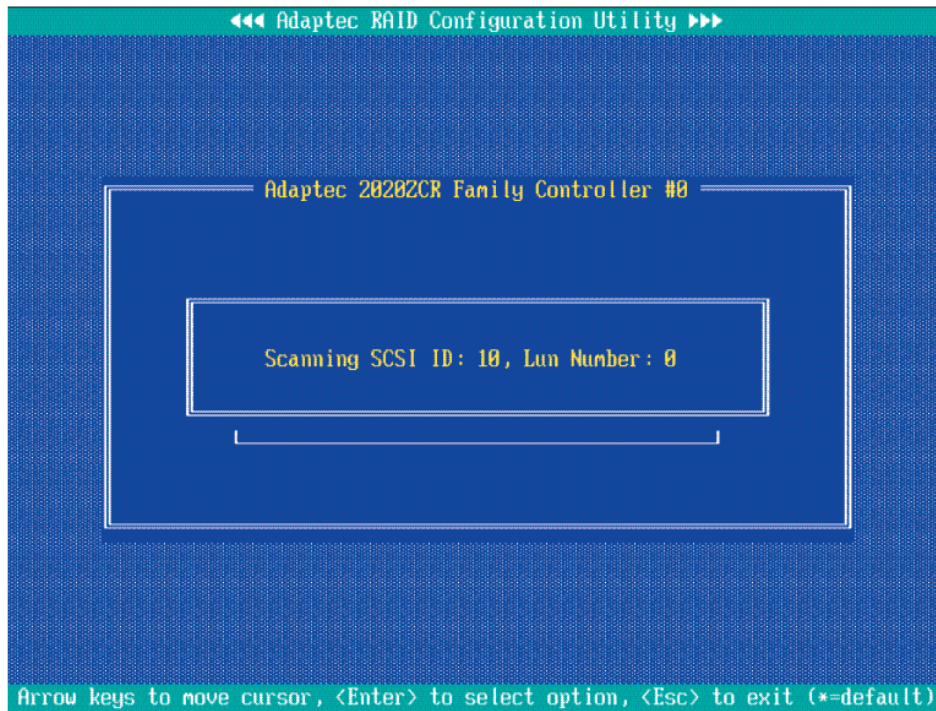 ◄◄◄ Adaptec RAID Configuration Utility ►►►
Adaptec 2020ZCR Family Controller #0
Scanning SCSI ID: 10, Lun Number: 0
Arrow keys to move cursor, <Enter> to select option, <Esc> to exit (*=default)